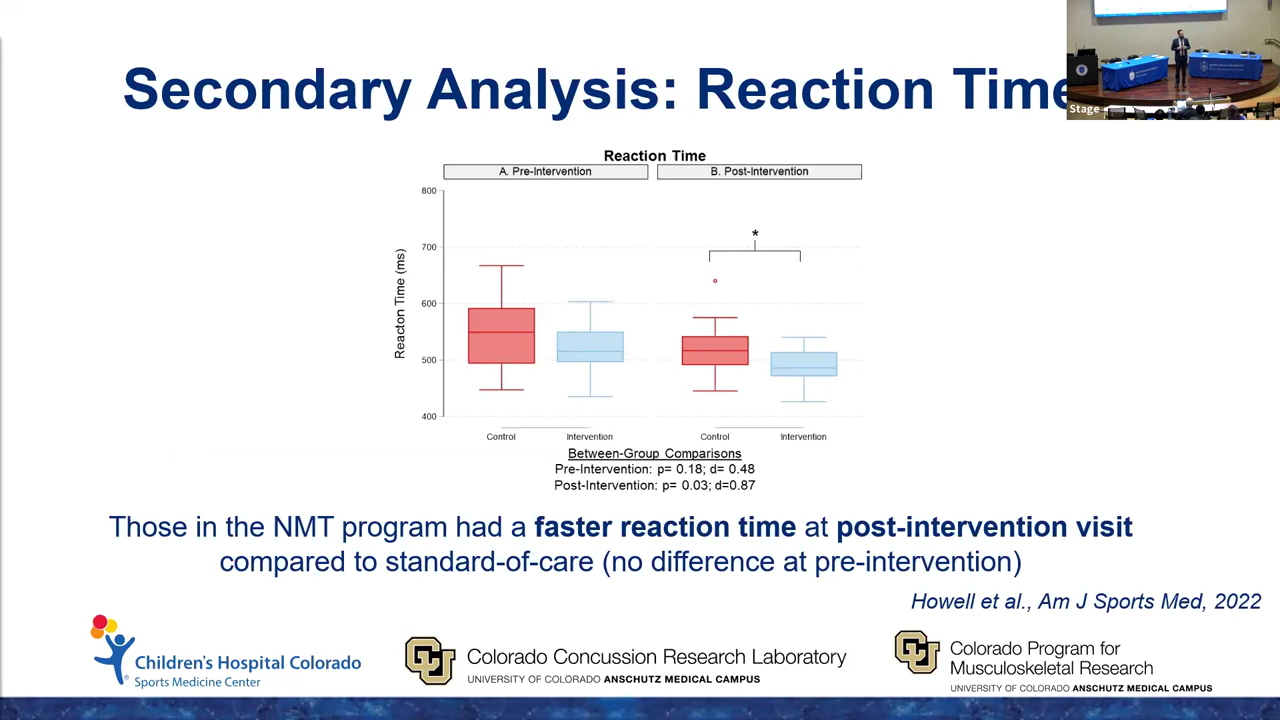 Secondary Analysis: Reaction Time
Stage
Reaction Time
A. Pre-Intervention
B. Post-Intervention
Reacton Time (ms)
800
700
600
500
400
*
Control
Intervention
Control
Intervention
Between-Group Comparisons
Pre-Intervention: p= 0.18; d= 0.48
Post-Intervention: p= 0.03; d=0.87
Those in the NMT program had a faster reaction time at post-intervention visit
compared to standard-of-care (no difference at pre-intervention)
Howell et al., Am J Sports Med, 2022
Children's Hospital Colorado
Sports Medicine Center
CU
Colorado Concussion Research Laboratory
UNIVERSITY OF COLORADO ANSCHUTZ MEDICAL CAMPUS
CU
Colorado Program for
Musculoskeletal Research
UNIVERSITY OF COLORADO ANSCHUTZ MEDICAL CAMPUS